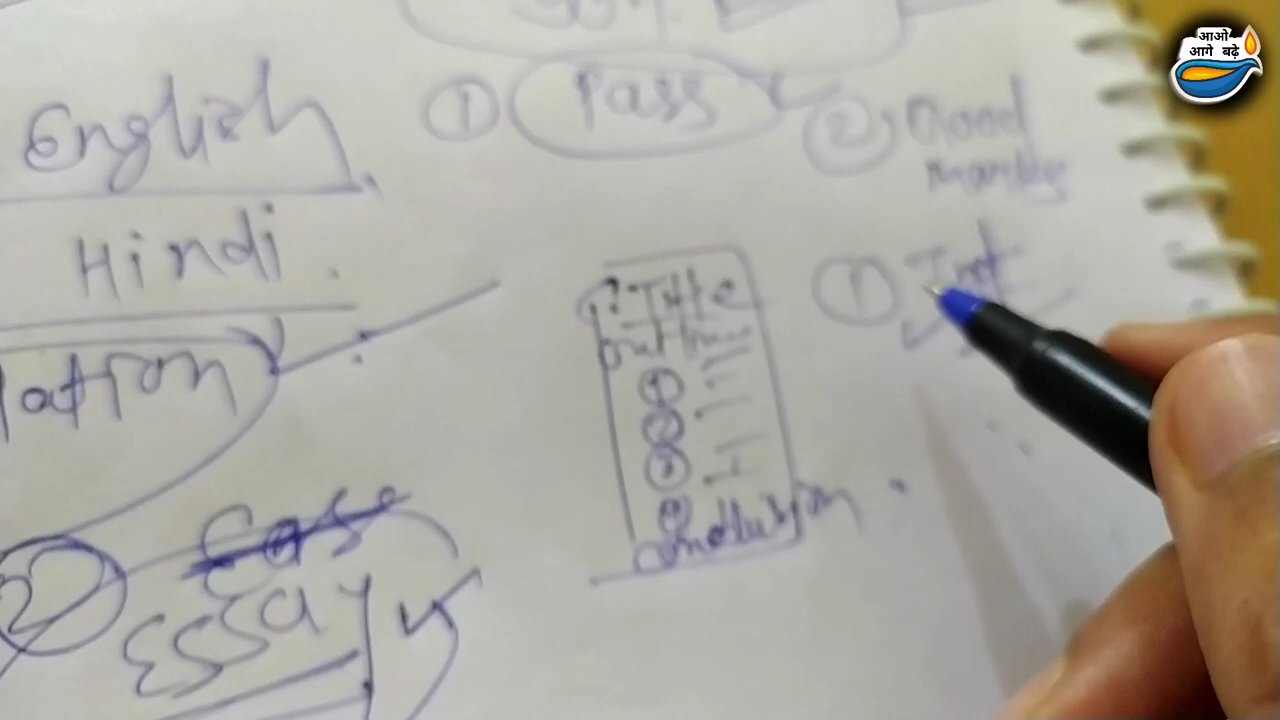 आओ
आगे बढ़े
English
① Pass
② Good
marks
Hindi
lation
Title
outline
① Int
①
②
③
④
Conclusion
② Essay